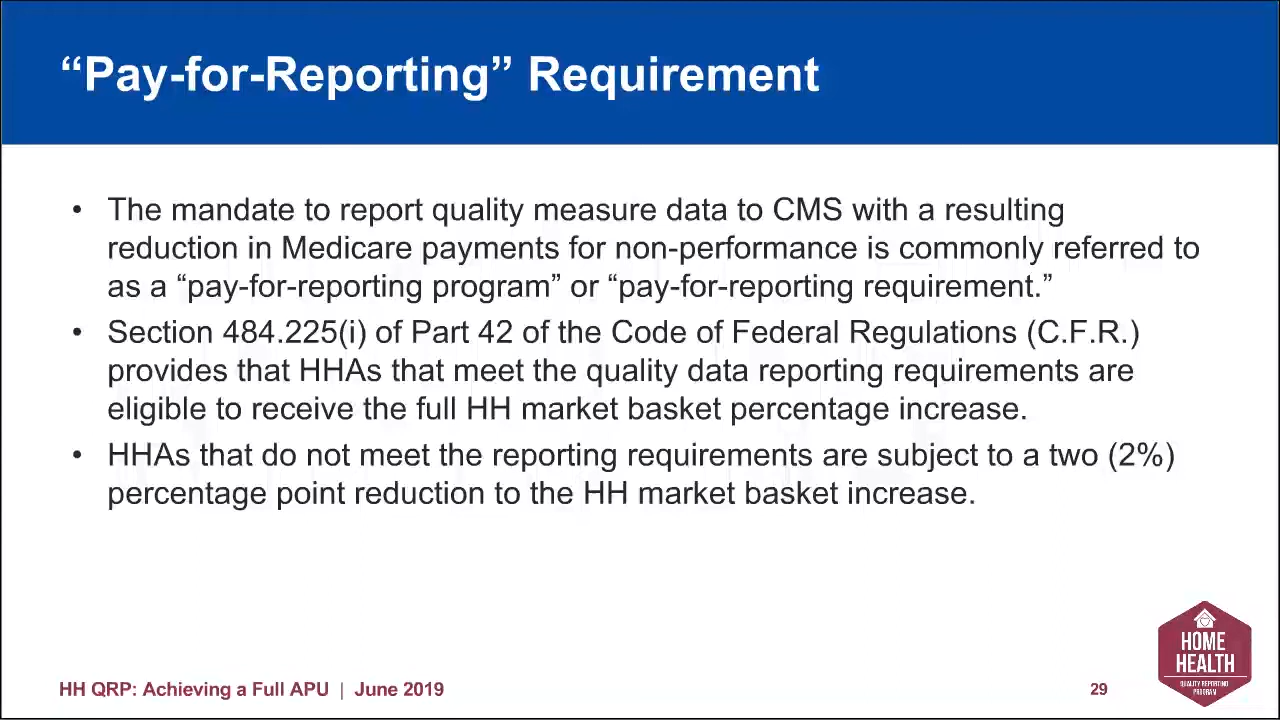 “Pay-for-Reporting” Requirement
• The mandate to report quality measure data to CMS with a resulting
reduction in Medicare payments for non-performance is commonly referred to
as a “pay-for-reporting program” or “pay-for-reporting requirement.”
• Section 484.225(i) of Part 42 of the Code of Federal Regulations (C.F.R.)
provides that HHAs that meet the quality data reporting requirements are
eligible to receive the full HH market basket percentage increase.
• HHAs that do not meet the reporting requirements are subject to a two (2%)
percentage point reduction to the HH market basket increase.
HH QRP: Achieving a Full APU | June 2019
29
HOME
HEALTH
QUALITY REPORTING
PROGRAM